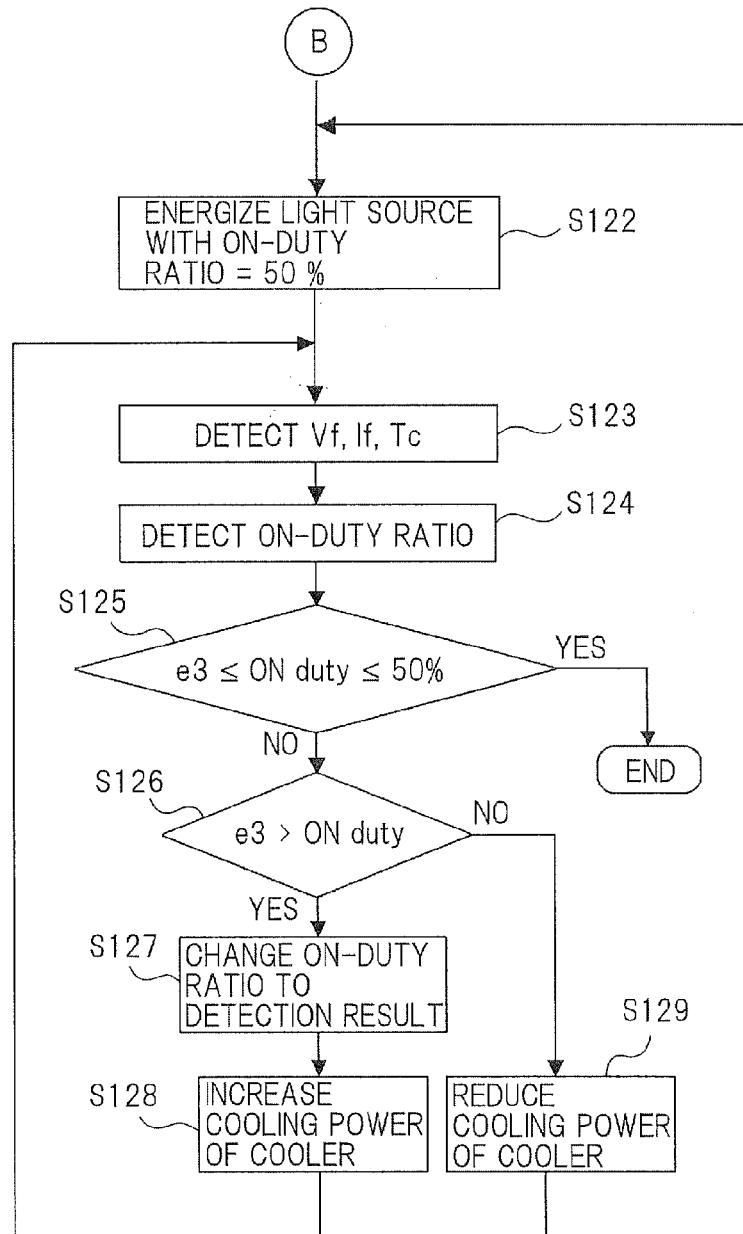 B
ENERGIZE LIGHT SOURCE
WITH ON-DUTY
RATIO = 50 %
S122
DETECT Vf, If, Tc
S123
DETECT ON-DUTY RATIO
S124
S125
e3 ≤ ON duty ≤ 50%
YES
NO
END
S126
e3 > ON duty
NO
YES
S127
CHANGE ON-DUTY
RATIO TO
DETECTION RESULT
S129
S128
INCREASE
COOLING POWER
OF COOLER
REDUCE
COOLING POWER
OF COOLER